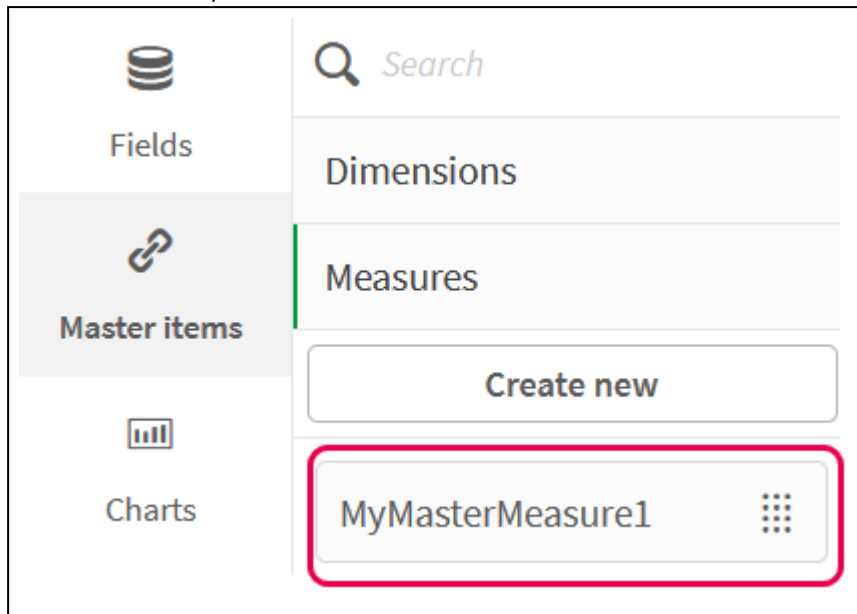 Search
Fields
Dimensions
Measures
Master items
Create new
Charts
MyMasterMeasure1